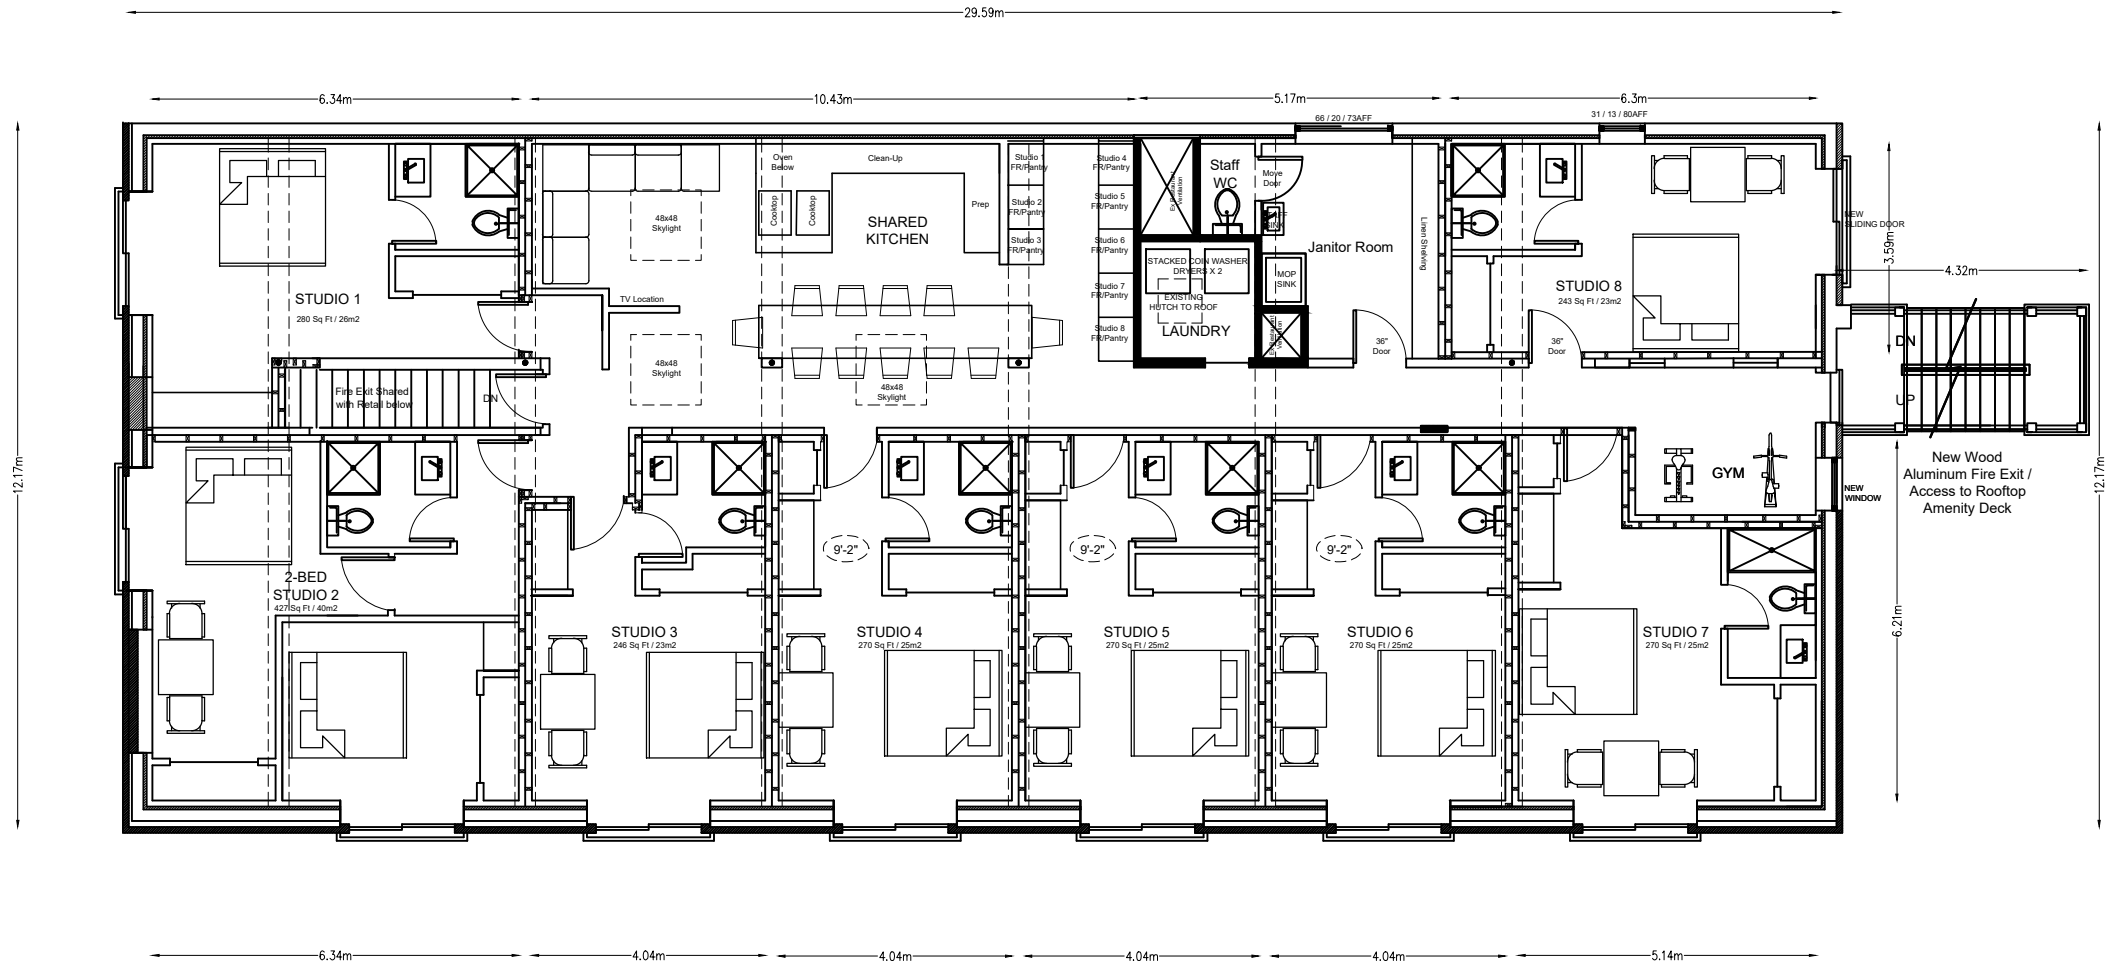 29.59m
6.34m
10.43m
5.17m
6.3m
66 / 20 / 73AFF
31 / 13 / 80AFF
12.17m
12.17m
Oven
Below
Clean-Up
Cooktop
Cooktop
Prep
SHARED
KITCHEN
48x48
Skylight
Studio 1
FR/Pantry
Studio 2
FR/Pantry
Studio 3
FR/Pantry
Studio 4
FR/Pantry
Studio 5
FR/Pantry
Studio 6
FR/Pantry
Studio 7
FR/Pantry
Studio 8
FR/Pantry
Ex Restaurant
Ventilation
Staff
WC
Move
Door
SINK
Janitor Room
Linen Shelving
MOP
SINK
STACKED COIN WASHER
DRYERS X 2
EXISTING
HUTCH TO ROOF
LAUNDRY
Ex Restaurant
Ventilation
36"
Door
36"
Door
STUDIO 8
243 Sq Ft / 23m2
NEW
SLIDING DOOR
3.59m
4.32m
STUDIO 1
280 Sq Ft / 26m2
TV Location
48x48
Skylight
48x48
Skylight
Fire Exit Shared
with Retail below
DN
DN
UP
GYM
NEW
WINDOW
New Wood
Aluminum Fire Exit /
Access to Rooftop
Amenity Deck
9'-2"
9'-2"
9'-2"
2-BED
STUDIO 2
427 Sq Ft / 40m2
STUDIO 3
246 Sq Ft / 23m2
STUDIO 4
270 Sq Ft / 25m2
STUDIO 5
270 Sq Ft / 25m2
STUDIO 6
270 Sq Ft / 25m2
STUDIO 7
270 Sq Ft / 25m2
6.21m
6.34m
4.04m
4.04m
4.04m
4.04m
5.14m